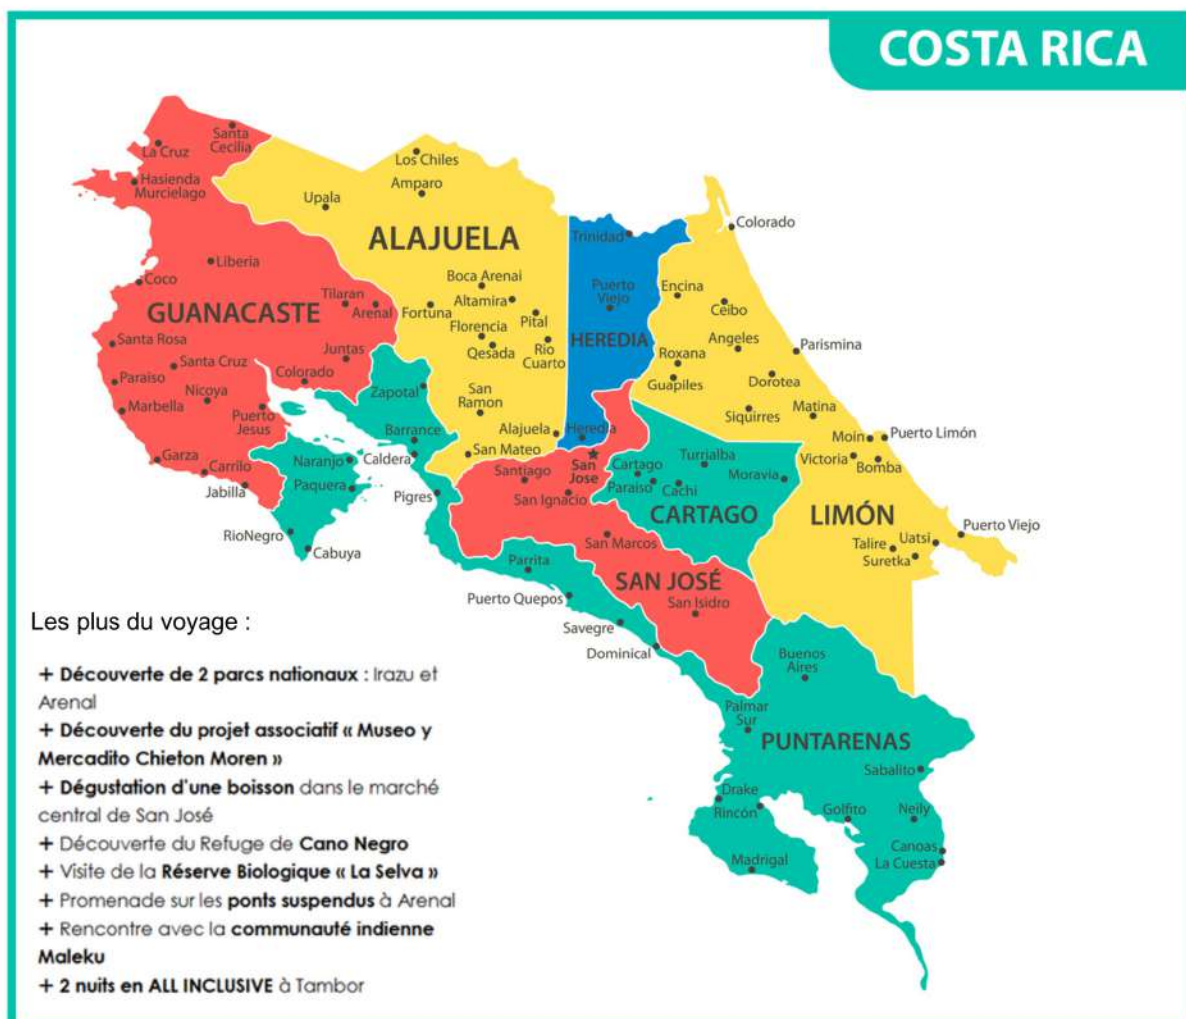 COSTA RICA
Santa
Cecilia
La Cruz
Hasienda
Murcielago
Los Chiles
Amparo
Upala
ALAJUELA
Trinidad
Colorado
Liberia
Coco
Boca Arenai
Puerto
Viejo
Encina
Tilaran
Arenal
Fortuna
Altamira
Ceibo
GUANACASTE
Pital
Florencia
Qesada
Rio
Cuarto
HEREDIA
Angeles
Parismina
Santa Rosa
Juntas
Roxana
Santa Cruz
Paraiso
Colorado
Zapotal
Guapiles
Dorotea
Nicoya
Marbella
Puerto
Jesus
San
Ramon
Siquirres
Matina
Barrance
Alajuela
Heredia
Moin
Puerto Limón
Garza
Carrilo
Jabilla
Naranjo
Caldera
San Mateo
San
Jose
Turrialba
Victoria
Bomba
Paquera
Pigres
Santiago
San Ignacio
Cartago
Paraiso
Cachi
Moravia
CARTAGO
LIMÓN
RioNegro
Cabuya
San Marcos
Talire
Uatsi
Suretka
Puerto Viejo
Parrita
SAN JOSÉ
Puerto Quepos
San Isidro
Savegre
Dominical
Buenos
Aires
Palmar
Sur
PUNTARENAS
Sabalito
Drake
Rincón
Golfito
Neily
Canoas
La Cuesta
Madrigal
Les plus du voyage :
+ Découverte de 2 parcs nationaux : Irazu et
Arenal
+ Découverte du projet associatif « Museo y
Mercadito Chieton Moren »
+ Dégustation d'une boisson dans le marché
central de San José
+ Découverte du Refuge de Cano Negro
+ Visite de la Réserve Biologique « La Selva »
+ Promenade sur les ponts suspendus à Arenal
+ Rencontre avec la communauté indienne
Maleku
+ 2 nuits en ALL INCLUSIVE à Tambor